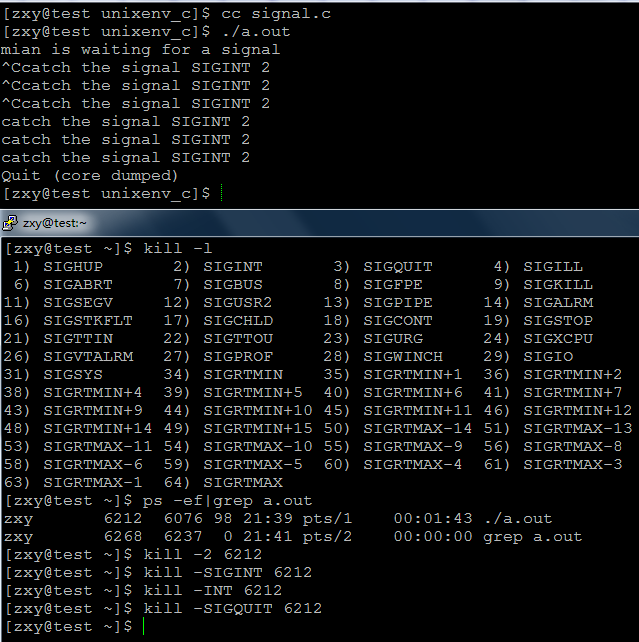 [zxy@test unixenv_c]$ cc signal.c
[zxy@test unixenv_c]$ ./a.out
mian is waiting for a signal
^Ccatch the signal SIGINT 2
^Ccatch the signal SIGINT 2
^Ccatch the signal SIGINT 2
catch the signal SIGINT 2
catch the signal SIGINT 2
catch the signal SIGINT 2
Quit (core dumped)
[zxy@test unixenv_c]$
zxy@test:~
[zxy@test ~]$ kill -l
 1) SIGHUP       2) SIGINT       3) SIGQUIT      4) SIGILL
 6) SIGABRT      7) SIGBUS       8) SIGFPE       9) SIGKILL
11) SIGSEGV     12) SIGUSR2     13) SIGPIPE     14) SIGALRM
16) SIGSTKFLT   17) SIGCHLD     18) SIGCONT     19) SIGSTOP
21) SIGTTIN     22) SIGTTOU     23) SIGURG      24) SIGXCPU
26) SIGVTALRM   27) SIGPROF     28) SIGWINCH    29) SIGIO
31) SIGSYS      34) SIGRTMIN    35) SIGRTMIN+1  36) SIGRTMIN+2
38) SIGRTMIN+4  39) SIGRTMIN+5  40) SIGRTMIN+6  41) SIGRTMIN+7
43) SIGRTMIN+9  44) SIGRTMIN+10 45) SIGRTMIN+11 46) SIGRTMIN+12
48) SIGRTMIN+14 49) SIGRTMIN+15 50) SIGRTMAX-14 51) SIGRTMAX-13
53) SIGRTMAX-11 54) SIGRTMAX-10 55) SIGRTMAX-9  56) SIGRTMAX-8
58) SIGRTMAX-6  59) SIGRTMAX-5  60) SIGRTMAX-4  61) SIGRTMAX-3
63) SIGRTMAX-1  64) SIGRTMAX
[zxy@test ~]$ ps -ef|grep a.out
zxy       6212  6076 98 21:39 pts/1    00:01:43 ./a.out
zxy       6268  6237  0 21:41 pts/2    00:00:00 grep a.out
[zxy@test ~]$ kill -2 6212
[zxy@test ~]$ kill -SIGINT 6212
[zxy@test ~]$ kill -INT 6212
[zxy@test ~]$ kill -SIGQUIT 6212
[zxy@test ~]$